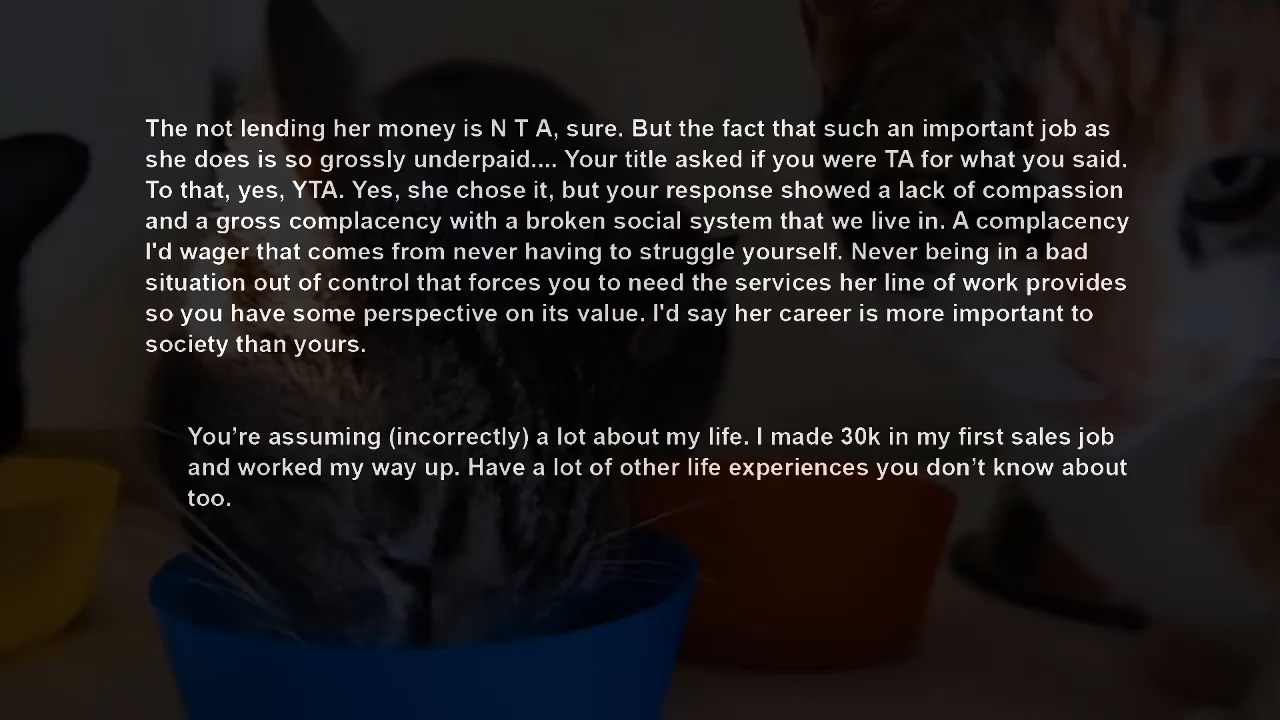 The not lending her money is N T A, sure. But the fact that such an important job as
she does is so grossly underpaid.... Your title asked if you were TA for what you said.
To that, yes, YTA. Yes, she chose it, but your response showed a lack of compassion
and a gross complacency with a broken social system that we live in. A complacency
I'd wager that comes from never having to struggle yourself. Never being in a bad
situation out of control that forces you to need the services her line of work provides
so you have some perspective on its value. I'd say her career is more important to
society than yours.
You’re assuming (incorrectly) a lot about my life. I made 30k in my first sales job
and worked my way up. Have a lot of other life experiences you don’t know about
too.